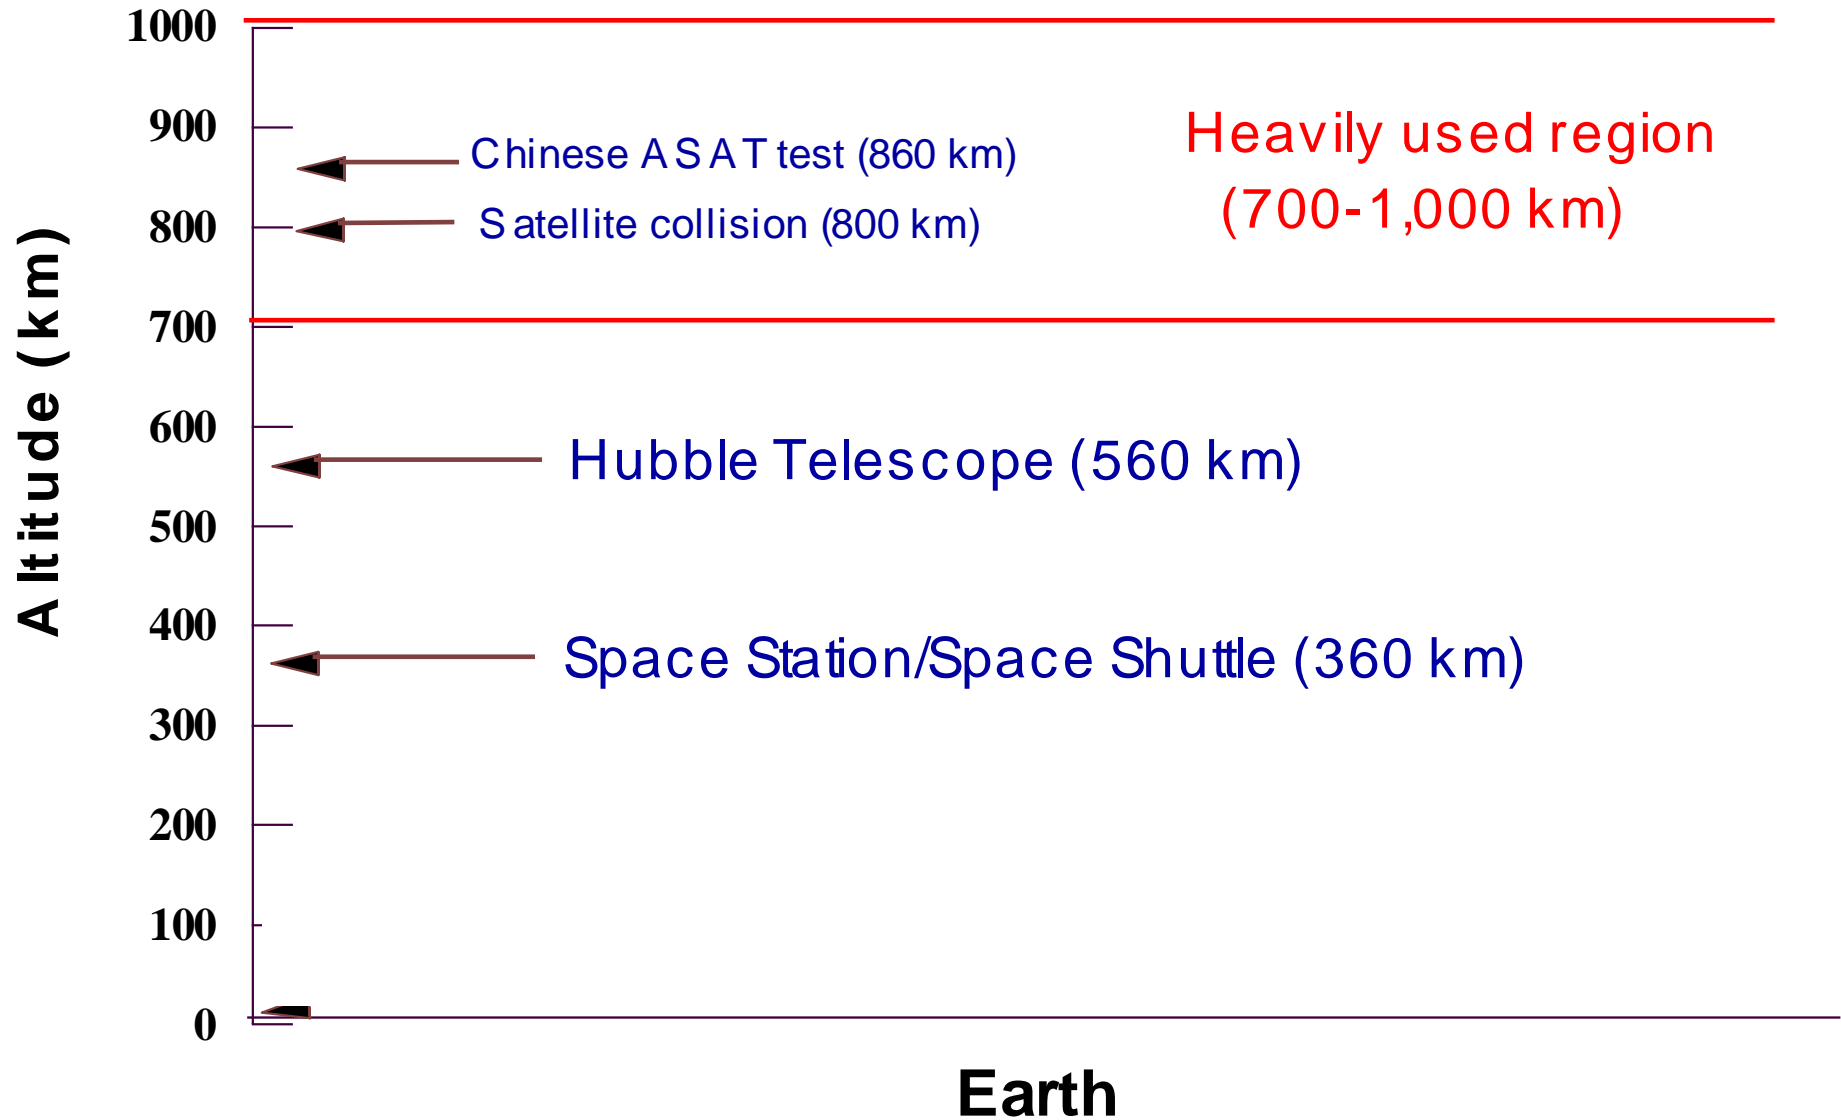 1000
900
Chinese ASAT test (860 km)
Heavily used region
(700-1,000 km)
800
Satellite collision (800 km)
700
600
Hubble Telescope (560 km)
500
400
Space Station/Space Shuttle (360 km)
300
200
100
0
Altitude (km)
Earth